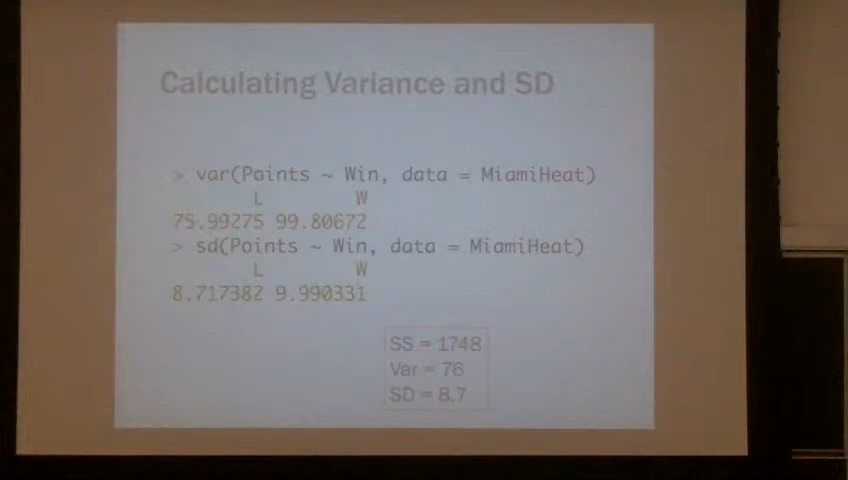 Calculating Variance and SD
> var(Points ~ Win, data = MiamiHeat)
L W
75.99275 99.80672
> sd(Points ~ Win, data = MiamiHeat)
L W
8.717382 9.990331
SS = 1748
Var = 76
SD = 8.7